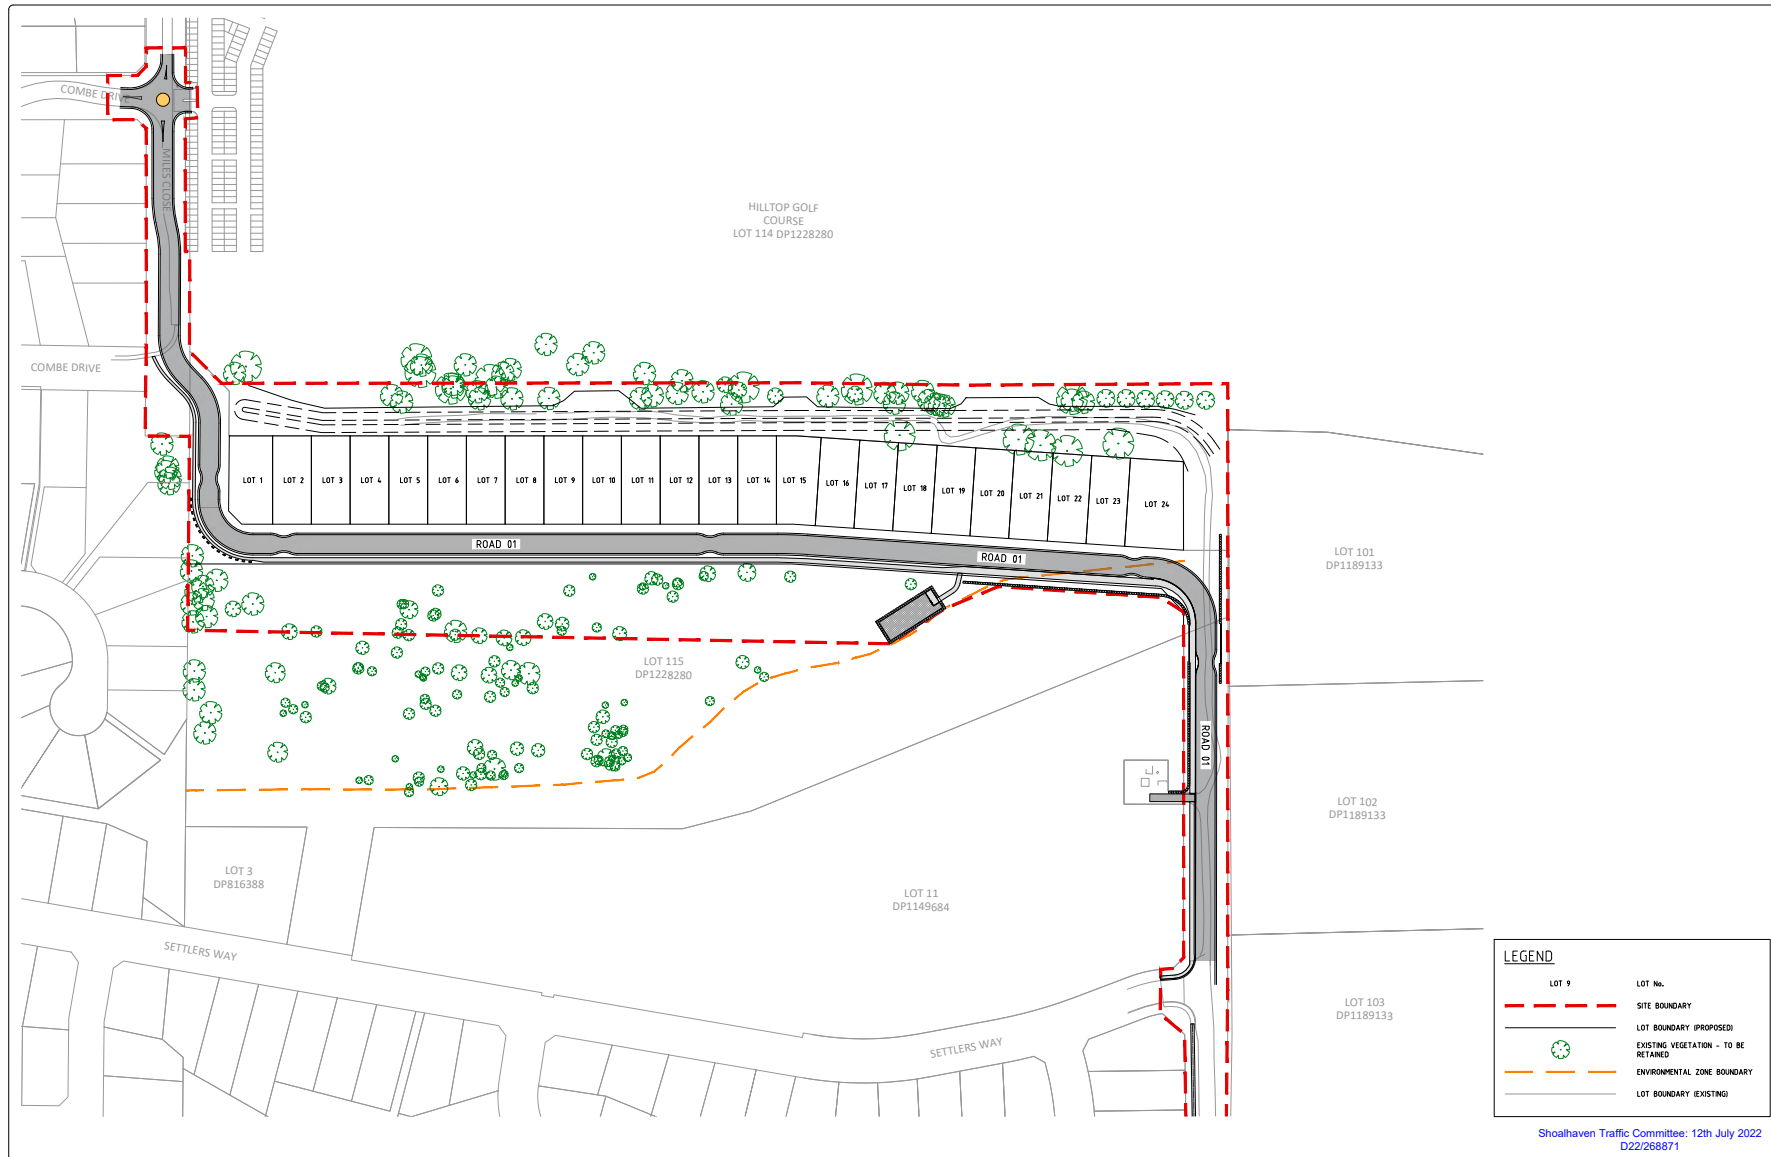 COMBE DRIVE
MILES CLOSE
HILLTOP GOLF
COURSE
LOT 114 DP1228280
COMBE DRIVE
LOT 1
LOT 2
LOT 3
LOT 4
LOT 5
LOT 6
LOT 7
LOT 8
LOT 9
LOT 10
LOT 11
LOT 12
LOT 13
LOT 14
LOT 15
LOT 16
LOT 17
LOT 18
LOT 19
LOT 20
LOT 21
LOT 22
LOT 23
LOT 24
ROAD 01
ROAD 01
LOT 101
DP1189133
LOT 115
DP1228280
ROAD 01
LOT 102
DP1189133
LOT 3
DP816388
LOT 11
DP1149684
SETTLERS WAY
LOT 103
DP1189133
SETTLERS WAY
LEGEND
LOT 9
LOT No.
SITE BOUNDARY
LOT BOUNDARY (PROPOSED)
EXISTING VEGETATION - TO BE
RETAINED
ENVIRONMENTAL ZONE BOUNDARY
LOT BOUNDARY (EXISTING)
Shoalhaven Traffic Committee: 12th July 2022
D22/268871